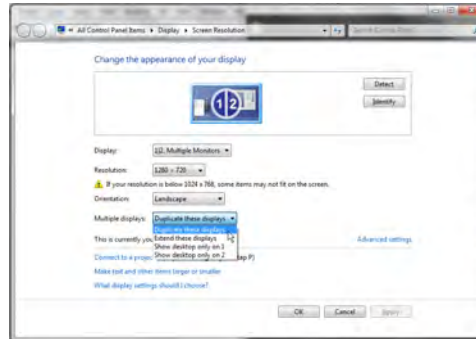 All Control Panel Items ▸ Display ▸ Screen Resolution
Change the appearance of your display
Detect
Identify
1|2
Display: 1|2. Multiple Monitors
Resolution: 1280 × 720
If your resolution is below 1024 x 768, some items may not fit on the screen.
Orientation: Landscape
Multiple displays: Duplicate these displays
Duplicate these displays
Extend these displays
Show desktop only on 1
Show desktop only on 2
This is currently you
Advanced settings
Connect to a projec
tap P)
Make text and other items larger or smaller
What display settings should I choose?
OK Cancel Apply